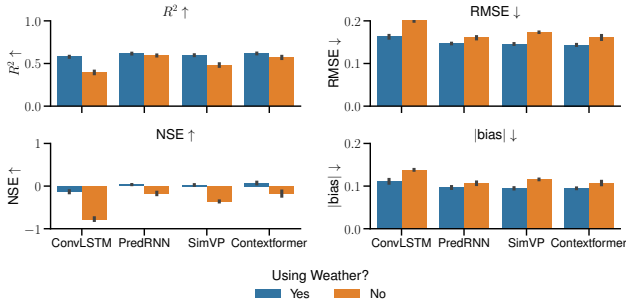 R² ↑
R² ↑
1.0
0.5
0.0
RMSE ↓
RMSE ↓
0.2
0.1
0.0
NSE ↑
NSE ↑
1
0
−1
ConvLSTM PredRNN SimVP Contextformer
|bias| ↓
|bias| ↓
0.2
0.1
0.0
ConvLSTM PredRNN SimVP Contextformer
Using Weather?
Yes No